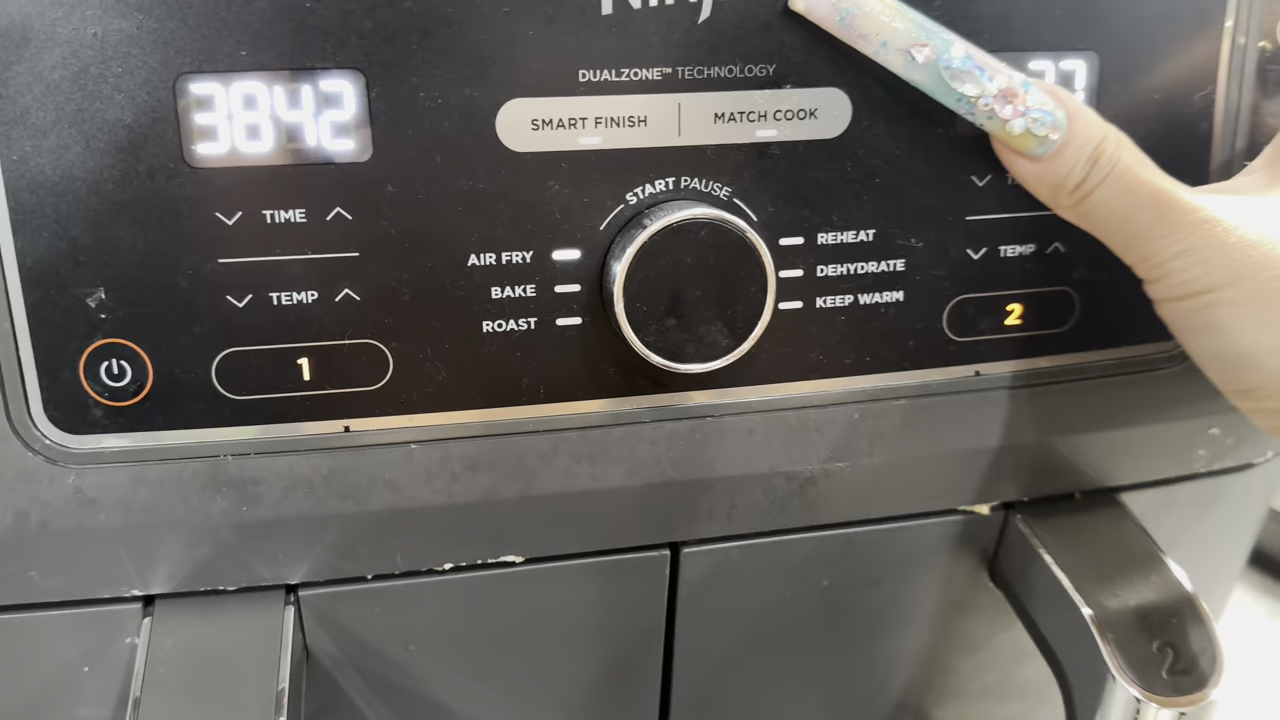 Ninja
DUALZONE™ TECHNOLOGY
3842
SMART FINISH
MATCH COOK
TIME
START PAUSE
AIR FRY
REHEAT
TEMP
BAKE
DEHYDRATE
TEMP
ROAST
KEEP WARM
1
2
2